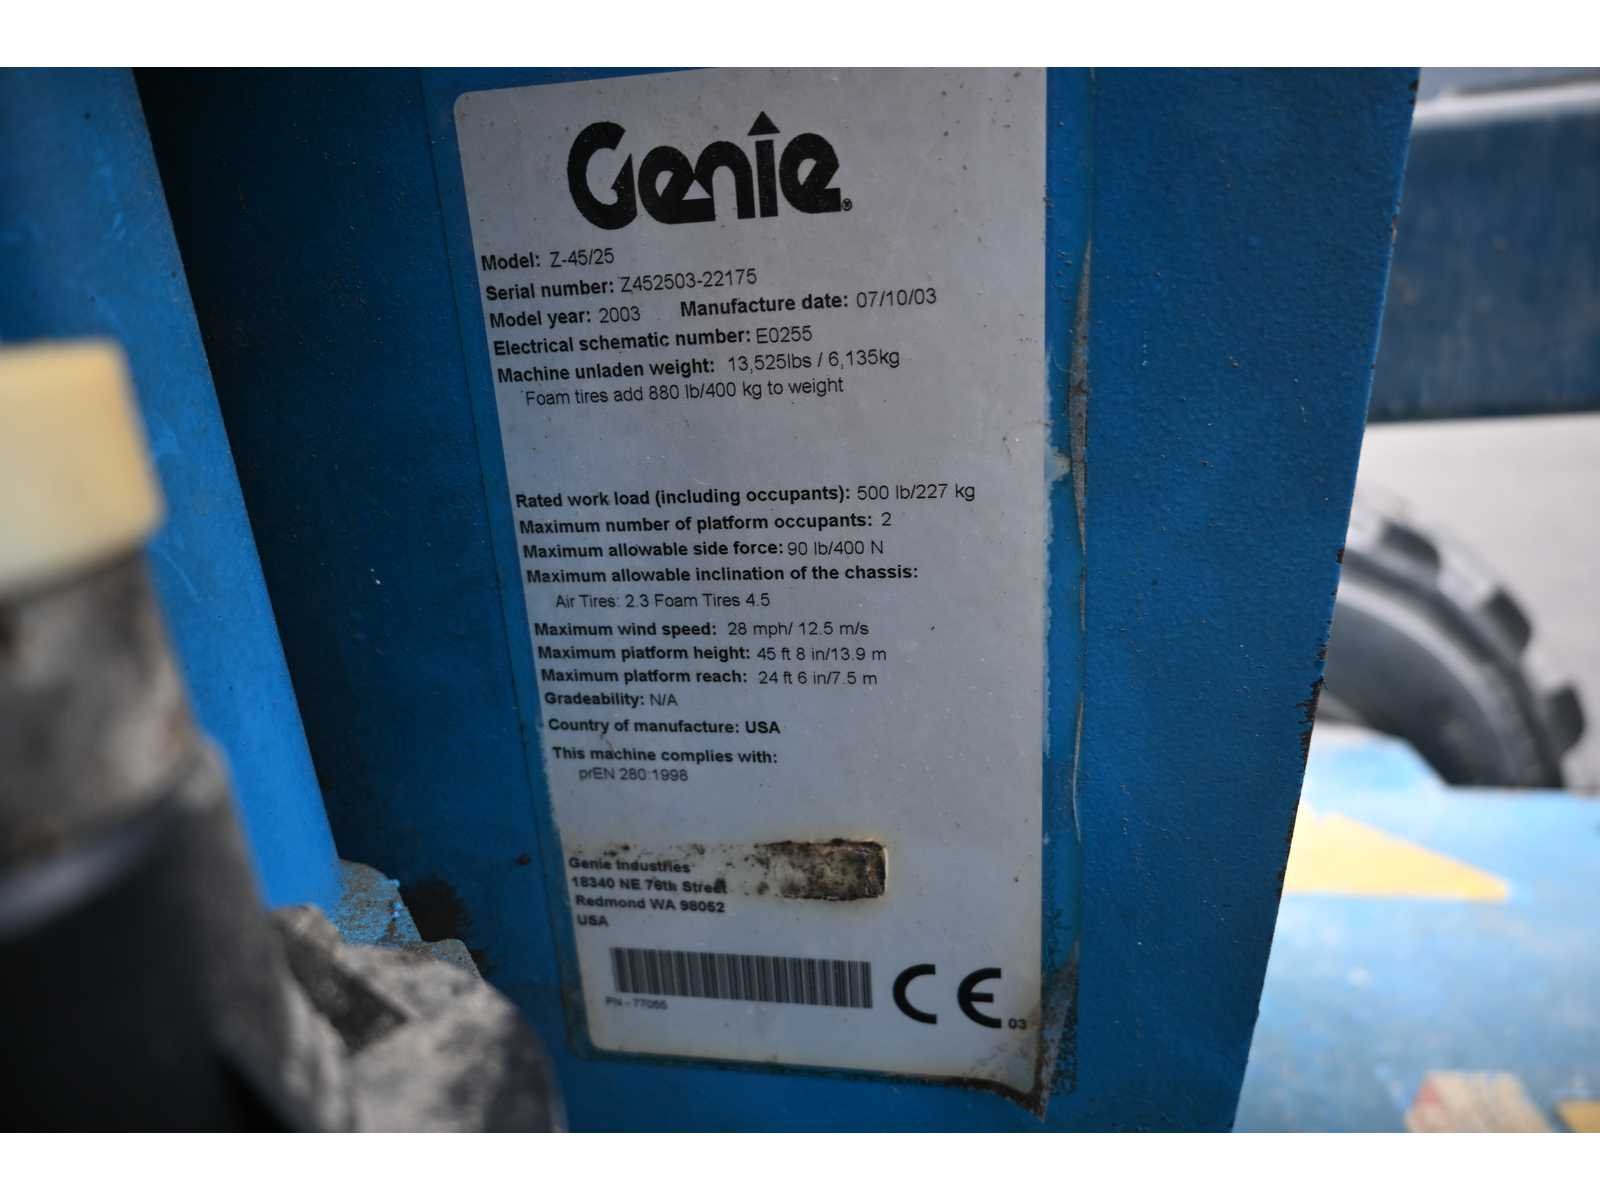 Genie®
Model: Z-45/25
Serial number: Z452503-22175
Model year: 2003 Manufacture date: 07/10/03
Electrical schematic number: E0255
Machine unladen weight: 13,525lbs / 6,135kg
Foam tires add 880 lb/400 kg to weight
Rated work load (including occupants): 500 lb/227 kg
Maximum number of platform occupants: 2
Maximum allowable side force: 90 lb/400 N
Maximum allowable inclination of the chassis:
Air Tires: 2.3 Foam Tires 4.5
Maximum wind speed: 28 mph/ 12.5 m/s
Maximum platform height: 45 ft 8 in/13.9 m
Maximum platform reach: 24 ft 6 in/7.5 m
Gradeability: N/A
Country of manufacture: USA
This machine complies with:
prEN 280:1998
Genie Industries
18340 NE 76th Street
Redmond WA 98052
USA
PN - 77055
CE 03